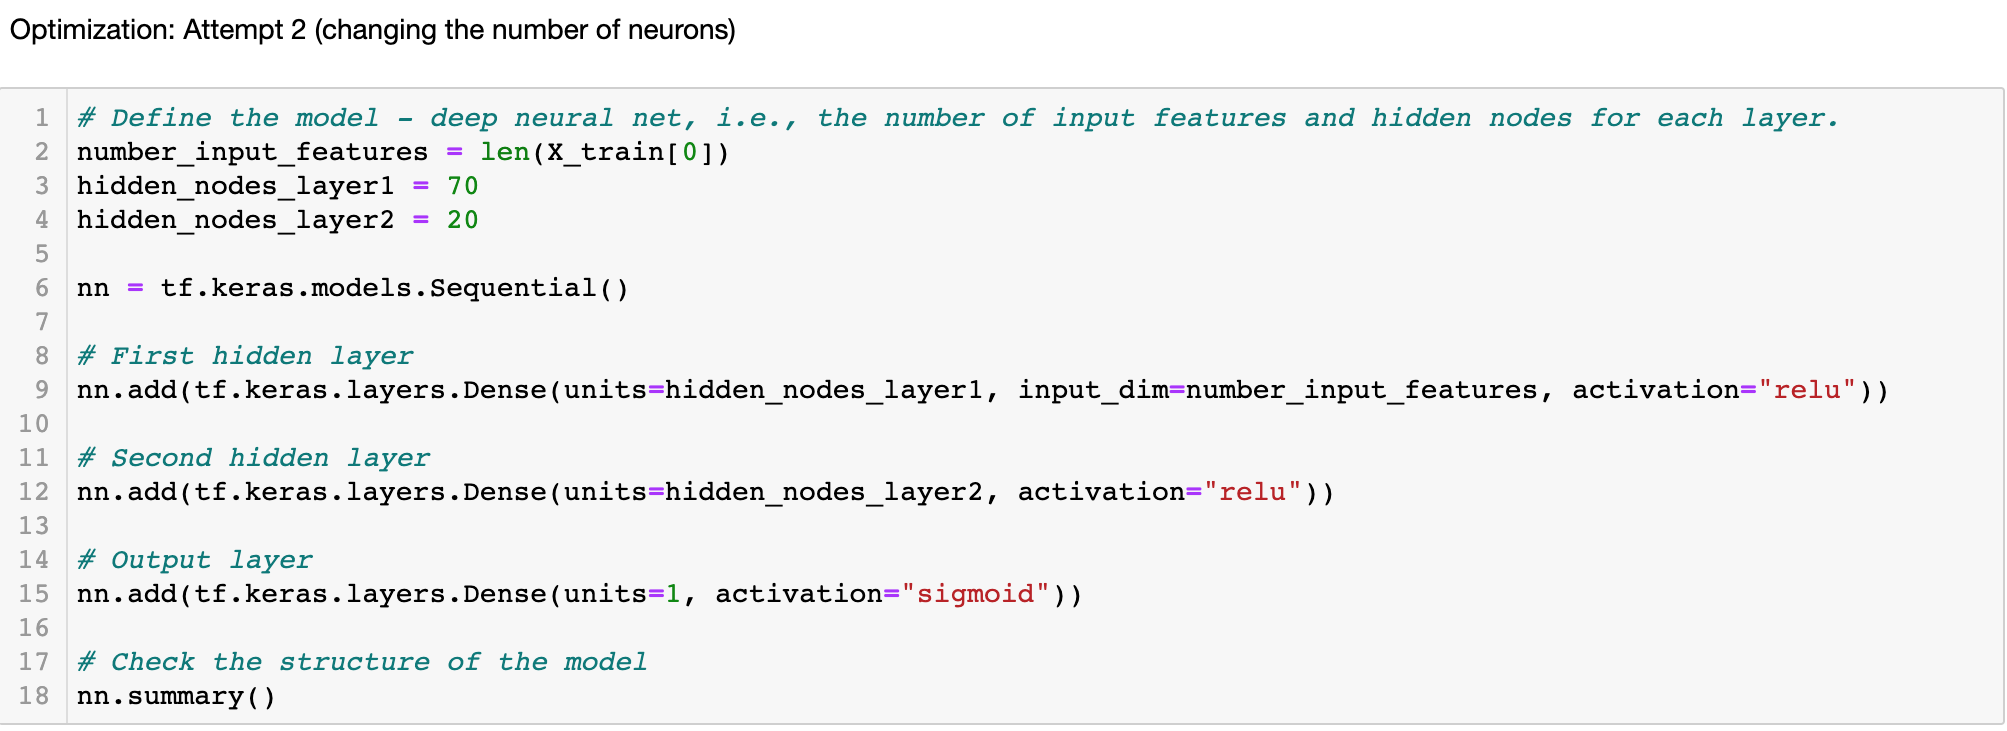 Optimization: Attempt 2 (changing the number of neurons)
1 # Define the model - deep neural net, i.e., the number of input features and hidden nodes for each layer.
2 number_input_features = len(X_train[0])
3 hidden_nodes_layer1 = 70
4 hidden_nodes_layer2 = 20
5
6 nn = tf.keras.models.Sequential()
7
8 # First hidden layer
9 nn.add(tf.keras.layers.Dense(units=hidden_nodes_layer1, input_dim=number_input_features, activation="relu"))
10
11 # Second hidden layer
12 nn.add(tf.keras.layers.Dense(units=hidden_nodes_layer2, activation="relu"))
13
14 # Output layer
15 nn.add(tf.keras.layers.Dense(units=1, activation="sigmoid"))
16
17 # Check the structure of the model
18 nn.summary()